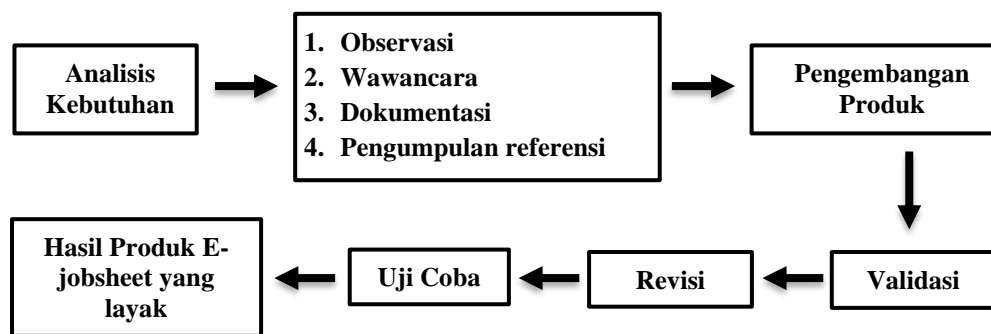 Analisis
Kebutuhan
1. Observasi
2. Wawancara
3. Dokumentasi
4. Pengumpulan referensi
Pengembangan
Produk
Validasi
Revisi
Uji Coba
Hasil Produk E-
jobsheet yang
layak